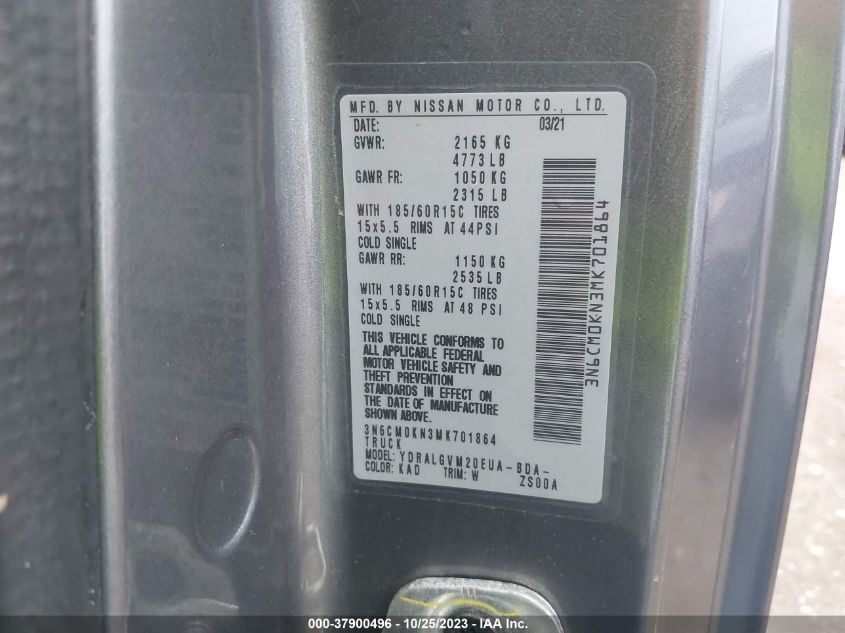 MFD. BY NISSAN MOTOR CO., LTD.
DATE: 03/21
GVWR: 2165 KG
4773 LB
GAWR FR: 1050 KG
2315 LB
WITH 185/60R15C TIRES
15x5.5 RIMS AT 44PSI
COLD SINGLE
GAWR RR: 1150 KG
2535 LB
WITH 185/60R15C TIRES
15x5.5 RIMS AT 48 PSI
COLD SINGLE
THIS VEHICLE CONFORMS TO
ALL APPLICABLE FEDERAL
MOTOR VEHICLE SAFETY AND
THEFT PREVENTION
STANDARDS IN EFFECT ON
THE DATE OF MANUFACTURE
SHOWN ABOVE.
3N6CM0KN3MK701864
TRUCK
MODEL: YDRALGVM20EUA-BDA-
COLOR: KAD TRIM: W ZS00A
3N6CM0KN3MK701864
000-37900496 - 10/25/2023 - IAAI.com